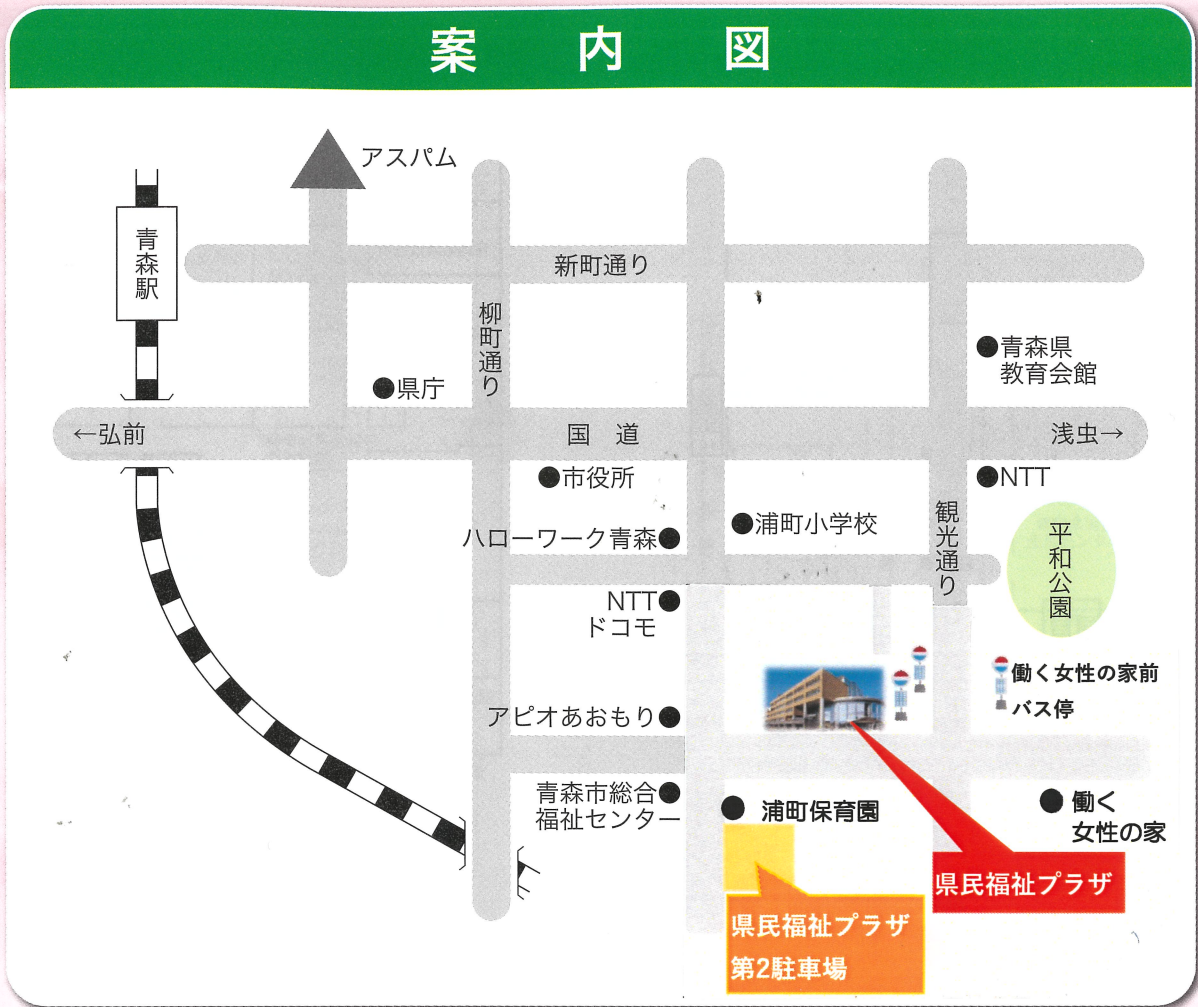 案内図
アスパム
青森駅
新町通り
柳町通り
●青森県
教育会館
●県庁
←弘前
国道
浅虫→
●市役所
●NTT
ハローワーク青森●
●浦町小学校
観光通り
平和公園
NTT●
ドコモ
働く女性の家前
バス停
アピオあおもり●
青森市総合●
福祉センター
● 浦町保育園
● 働く
女性の家
県民福祉プラザ
県民福祉プラザ
第2駐車場